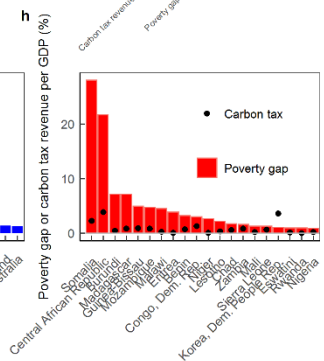 h
Carbon tax revenue
Poverty gap
Poverty gap or carbon tax revenue per GDP (%)
20
10
0
Carbon tax
Poverty gap
Somalia
Central African Republic
Burundi
Madagascar
Guinea-Bissau
Mozambique
Malawi
Eritrea
Benin
Congo, Dem. Rep.
Niger
Lesotho
Chad
Zambia
Mali
Sierra Leone
Korea, Dem. People Rep.
Eswatini
Rwanda
Nigeria